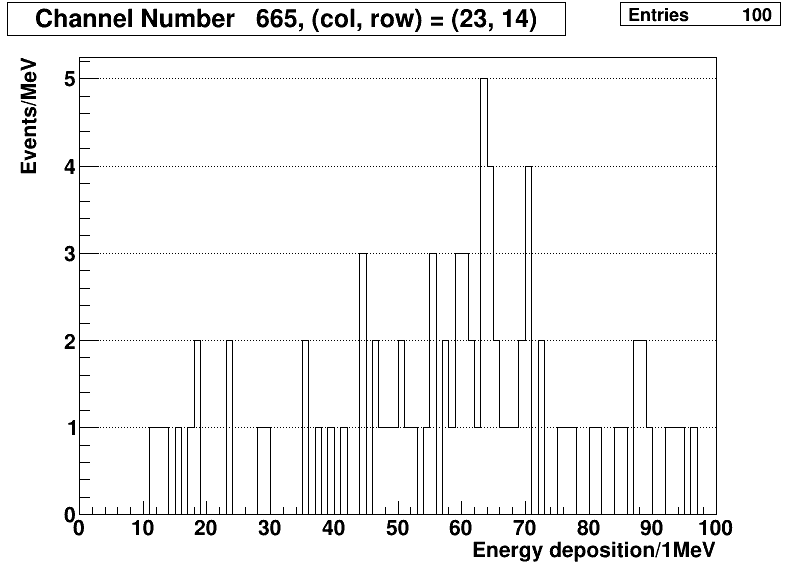 Channel Number 665, (col, row) = (23, 14)
Entries 100
Events/MeV
5
4
3
2
1
0
0 10 20 30 40 50 60 70 80 90 100
Energy deposition/1MeV